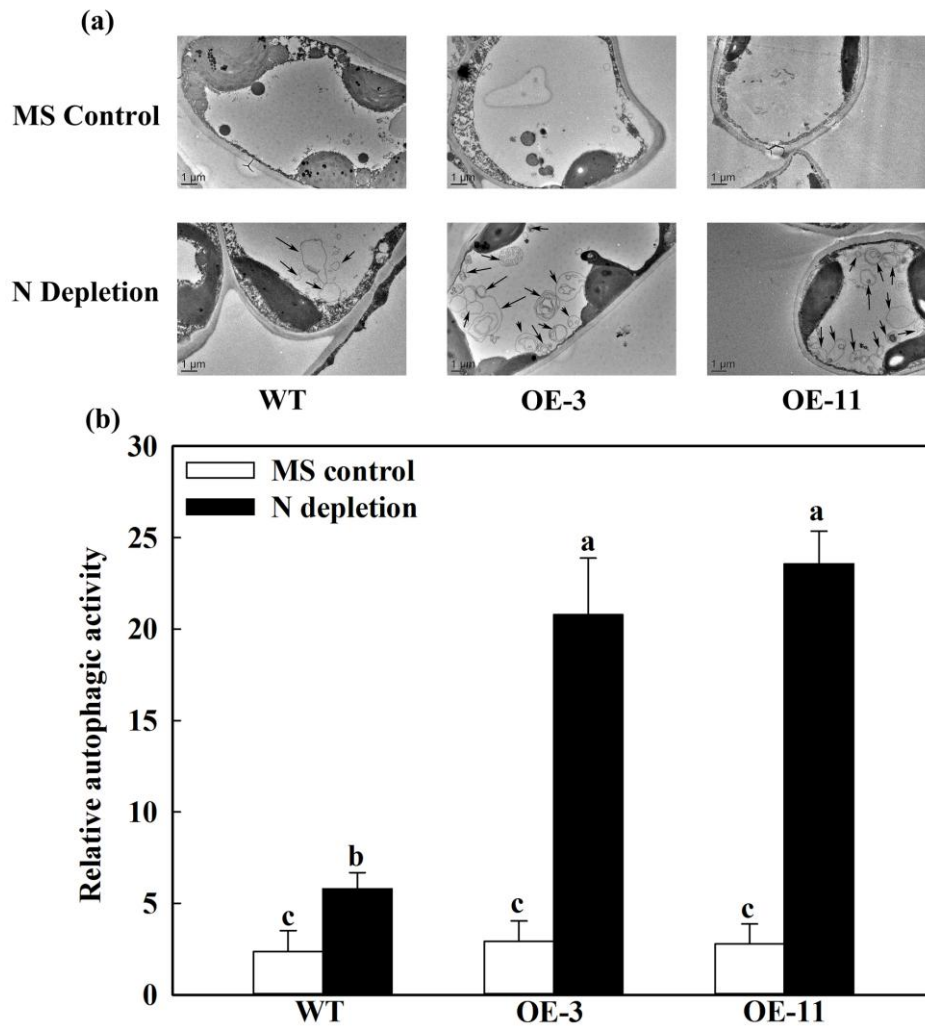 (a)
MS Control
1 µm
1 µm
1 µm
N Depletion
1 µm
1 µm
1 µm
WT
OE-3
OE-11
(b)
30
MS control
N depletion
25
20
15
10
5
0
Relative autophagic activity
c
b
c
a
c
a
WT
OE-3
OE-11